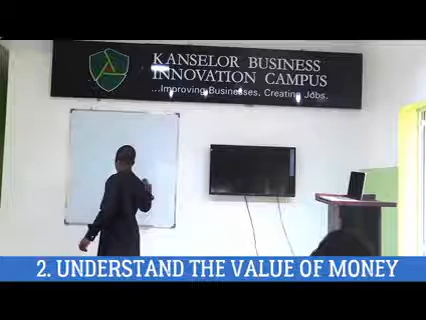 KANSELOR BUSINESS
INNOVATION CAMPUS
...Improving Businesses, Creating Jobs.
2. UNDERSTAND THE VALUE OF MONEY